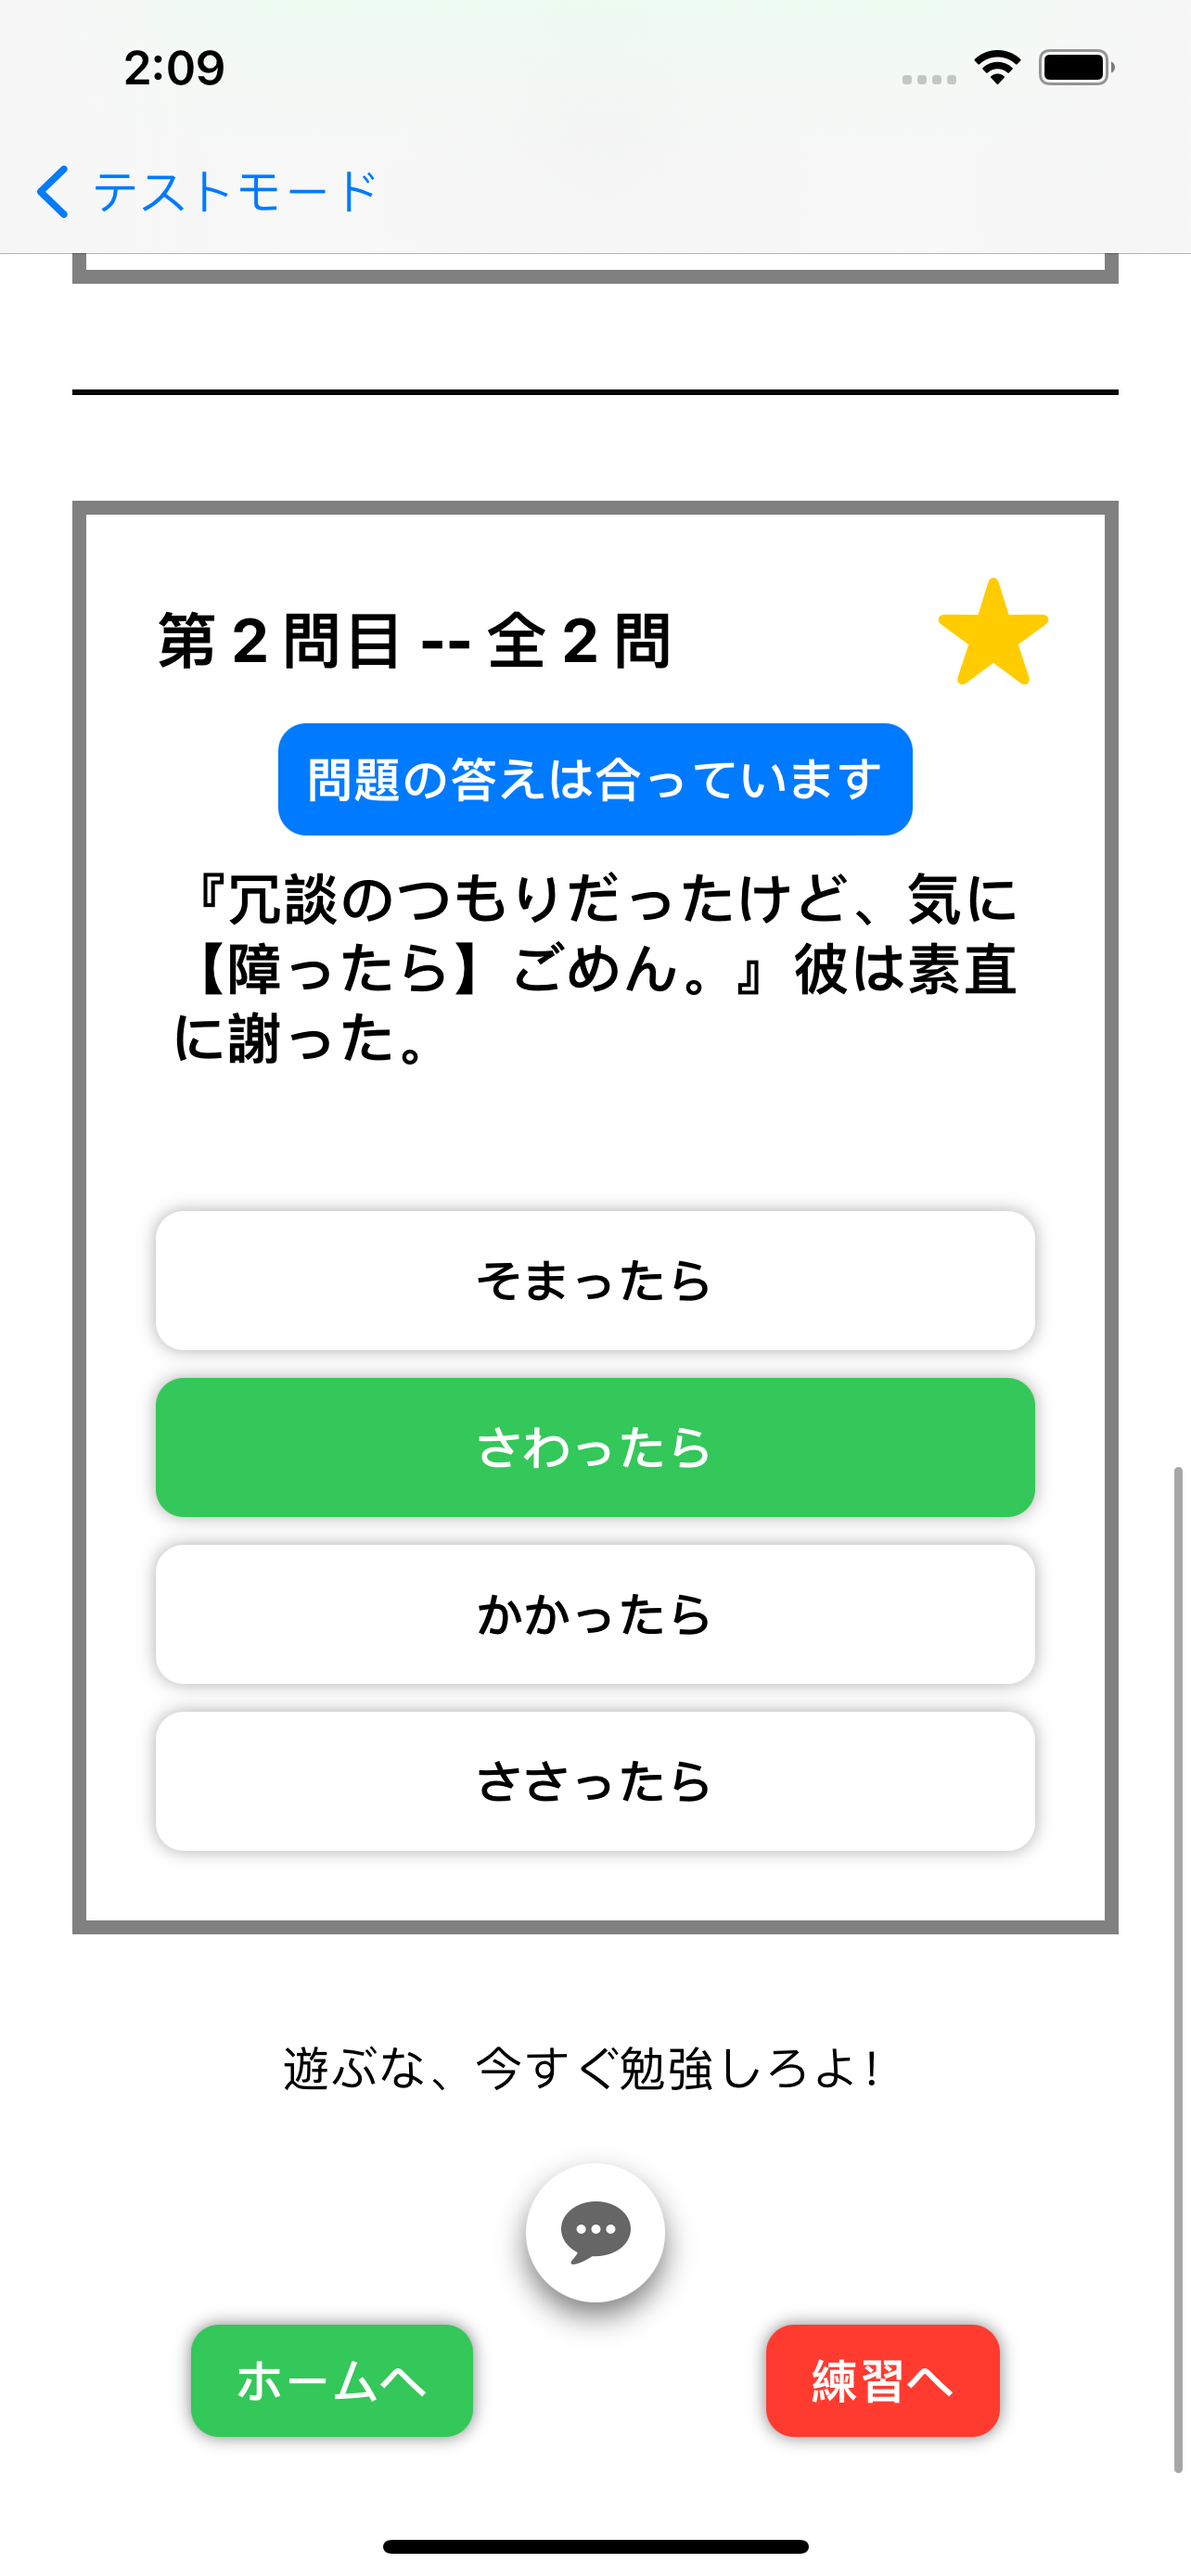 2:09
テストモード
第 2 問目 -- 全 2 問
問題の答えは合っています
『冗談のつもりだったけど、気に
【障ったら】ごめん。』彼は素直
に謝った。
そまったら
さわったら
かかったら
ささったら
遊ぶな、今すぐ勉強しろよ!
ホームへ
練習へ